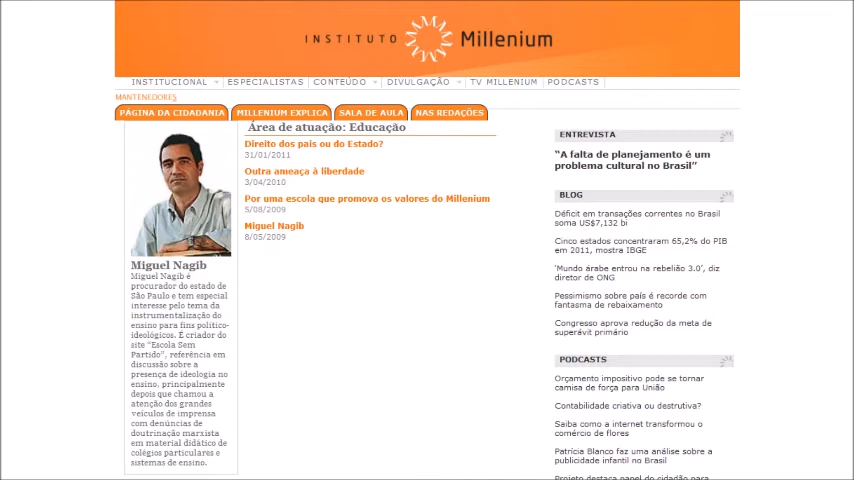 INSTITUTO Millenium
INSTITUCIONAL ESPECIALISTAS CONTEÚDO DIVULGAÇÃO TV MILLENIUM PODCASTS
MANTENEDORES
PÁGINA DA CIDADANIA MILLENIUM EXPLICA SALA DE AULA NAS REDAÇÕES
Área de atuação: Educação
Direito dos pais ou do Estado?
31/01/2011
Outra ameaça à liberdade
3/04/2010
Por uma escola que promova os valores do Millenium
5/08/2009
Miguel Nagib
8/05/2009
Miguel Nagib
Miguel Nagib é
procurador do estado de
São Paulo e tem especial
interesse pelo tema da
instrumentalização do
ensino para fins político-
ideológicos. É criador do
site “Escola Sem
Partido”, referência em
discussão sobre a
presença de ideologia no
ensino, principalmente
depois que chamou a
atenção dos grandes
veículos de imprensa
com denúncias de
doutrinação marxista
em material didático de
colégios particulares e
sistemas de ensino.
ENTREVISTA
“A falta de planejamento é um
problema cultural no Brasil”
BLOG
Déficit em transações correntes no Brasil
soma US$7,132 bi
Cinco estados concentraram 65,2% do PIB
em 2011, mostra IBGE
‘Mundo árabe entrou na rebelião 3.0’, diz
diretor de ONG
Pessimismo sobre país é recorde com
fantasma de rebaixamento
Congresso aprova redução da meta de
superávit primário
PODCASTS
Orçamento impositivo pode se tornar
camisa de força para União
Contabilidade criativa ou destrutiva?
Saiba como a internet transformou o
comércio de flores
Patrícia Blanco faz uma análise sobre a
publicidade infantil no Brasil
Projeto destaca papel do cidadão para